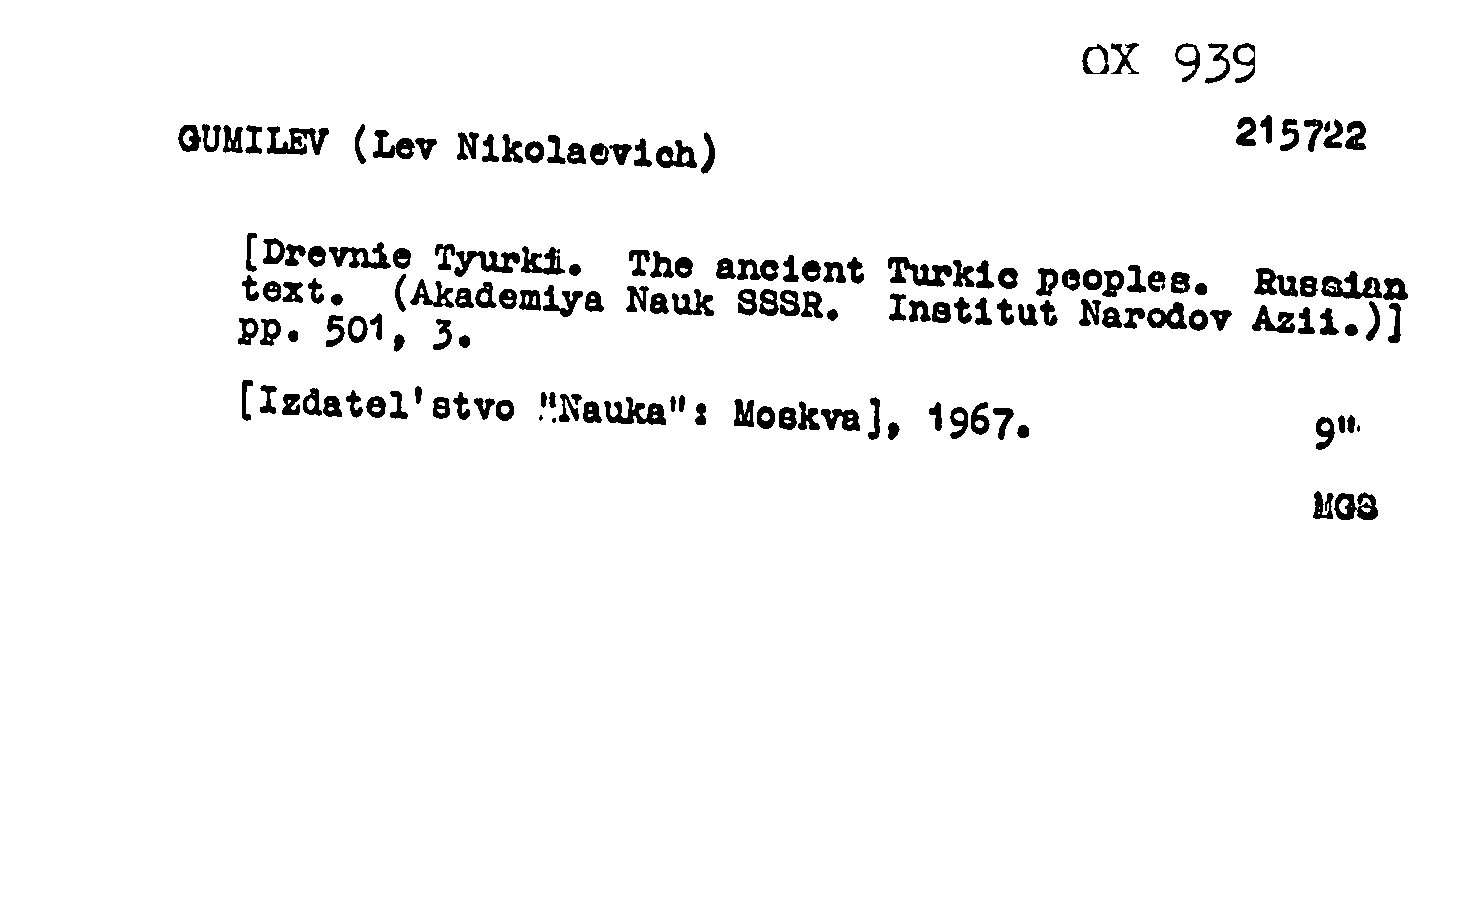 OX 939
GUMILEV (Lev Nikolaevich) 215722
[Drevnie Tyurki. The ancient Turkic peoples. Russian
text. (Akademiya Nauk SSSR. Institut Narodov Azii.)]
pp. 501, 3.
[Izdatel'stvo "Nauka": Moskva], 1967.
9"
MGS